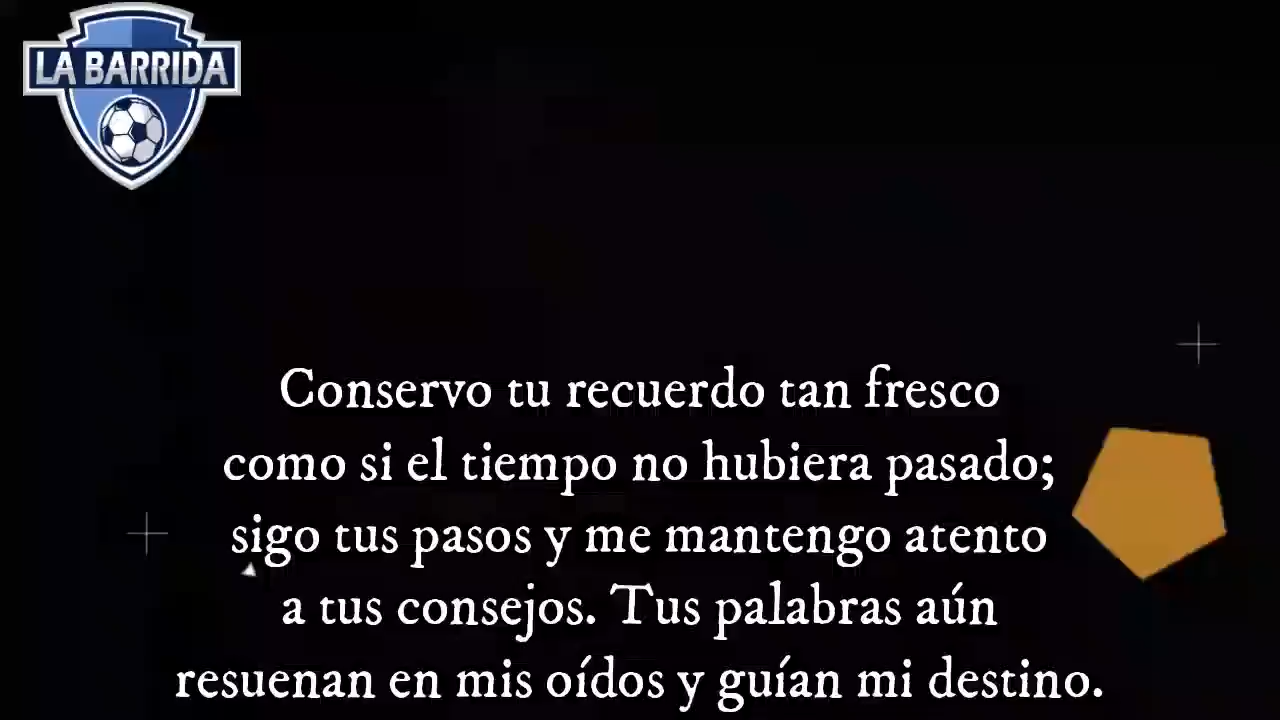 LA BARRIDA
Conservo tu recuerdo tan fresco
como si el tiempo no hubiera pasado;
sigo tus pasos y me mantengo atento
a tus consejos. Tus palabras aún
resuenan en mis oídos y guían mi destino.